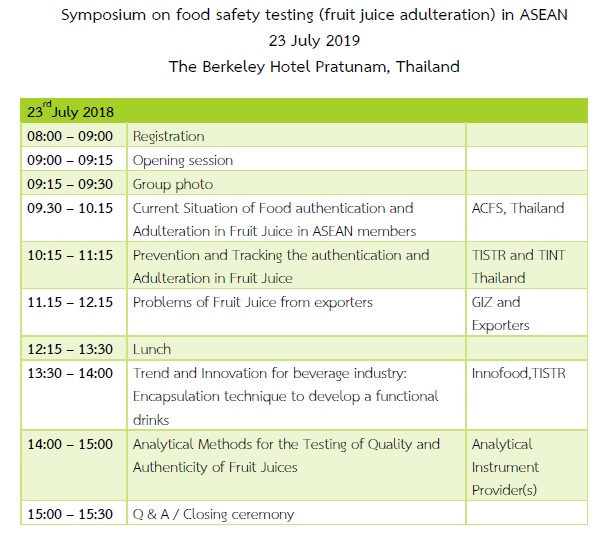 Symposium on food safety testing (fruit juice adulteration) in ASEAN
23 July 2019
The Berkeley Hotel Pratunam, Thailand
23rd July 2018
08:00 – 09:00 Registration
09:00 – 09:15 Opening session
09:15 – 09:30 Group photo
09.30 – 10.15 Current Situation of Food authentication and ACFS, Thailand
Adulteration in Fruit Juice in ASEAN members
10:15 – 11:15 Prevention and Tracking the authentication and TISTR and TINT
Adulteration in Fruit Juice Thailand
11.15 – 12.15 Problems of Fruit Juice from exporters GIZ and
Exporters
12:15 – 13:30 Lunch
13:30 – 14:00 Trend and Innovation for beverage industry: Innofood,TISTR
Encapsulation technique to develop a functional
drinks
14:00 – 15:00 Analytical Methods for the Testing of Quality and Analytical
Authenticity of Fruit Juices Instrument
Provider(s)
15:00 – 15:30 Q & A / Closing ceremony